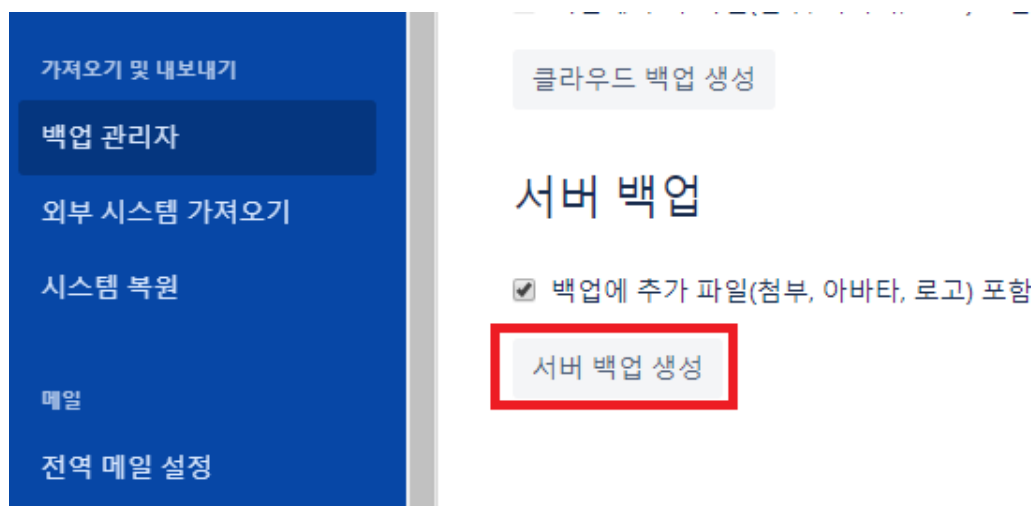 가져오기 및 내보내기
백업 관리자
외부 시스템 가져오기
시스템 복원
메일
전역 메일 설정
클라우드 백업 생성
서버 백업
백업에 추가 파일(첨부, 아바타, 로고) 포함
서버 백업 생성